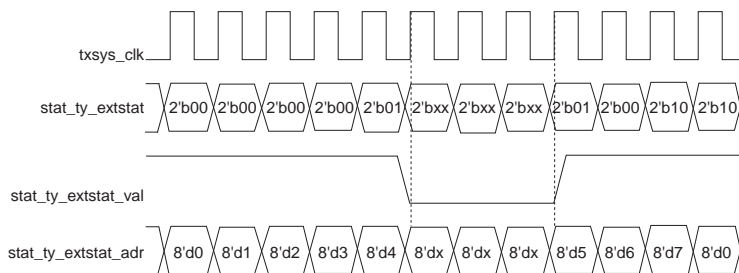 txsys_clk
stat_ty_extstat 2'b00 2'b00 2'b00 2'b00 2'b01 2'bxx 2'bxx 2'bxx 2'b01 2'b00 2'b10 2'b10
stat_ty_extstat_val
stat_ty_extstat_adr 8'd0 8'd1 8'd2 8'd3 8'd4 8'dx 8'dx 8'dx 8'd5 8'd6 8'd7 8'd0